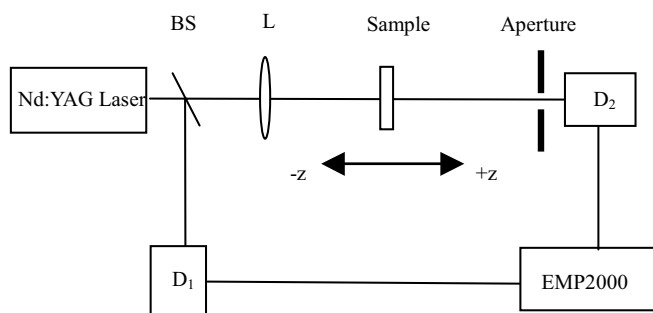 BS
L
Sample
Aperture
Nd:YAG Laser
D2
-z
+z
D1
EMP2000